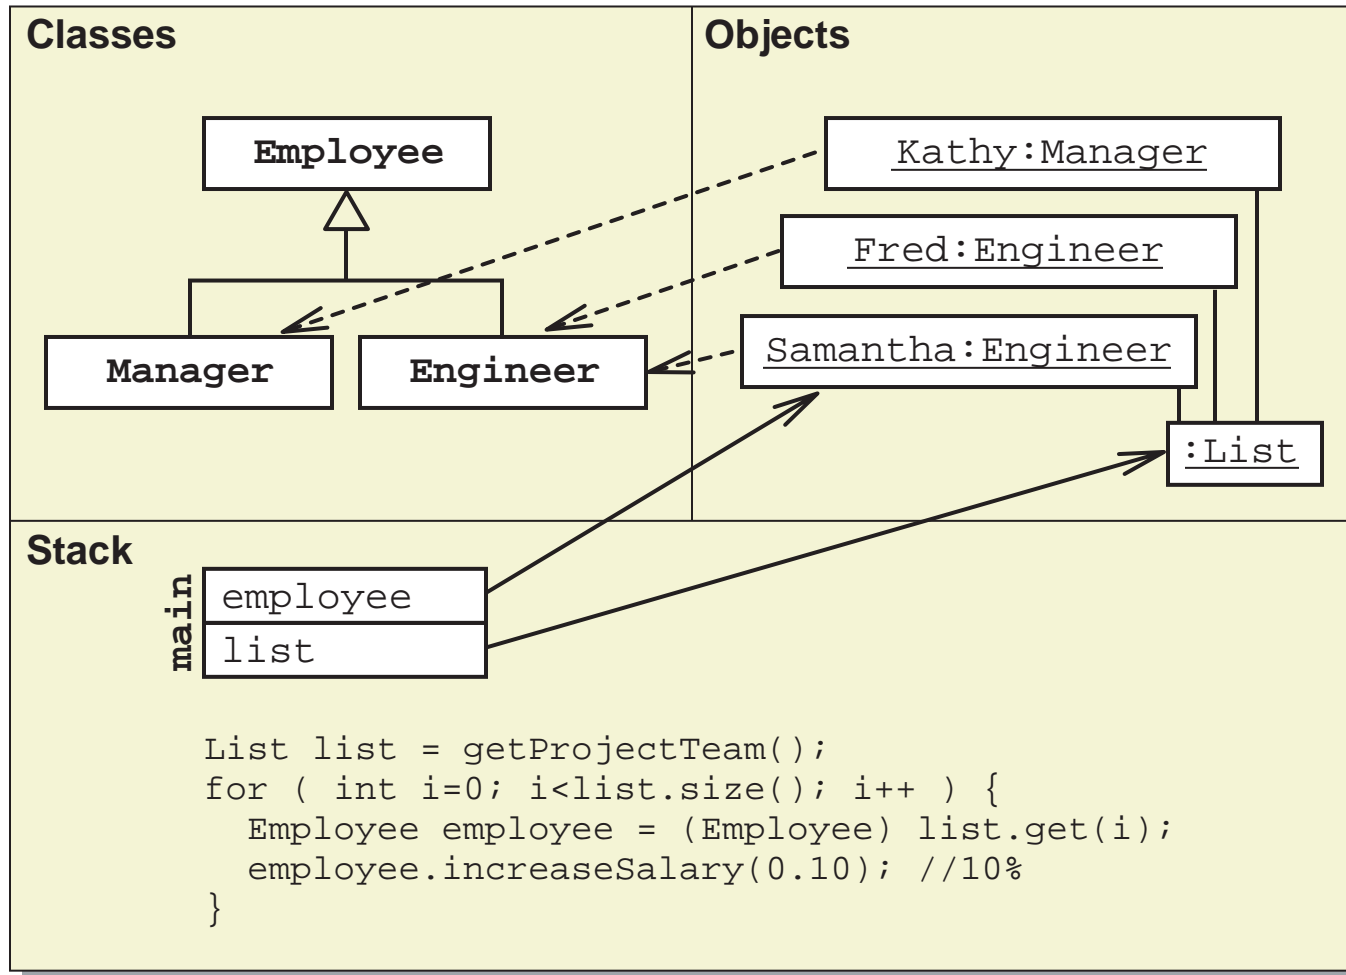 Classes
Objects
Employee
Manager
Engineer
Kathy:Manager
Fred:Engineer
Samantha:Engineer
:List
Stack
main
employee
list
List list = getProjectTeam();
for ( int i=0; i<list.size(); i++ ) {
  Employee employee = (Employee) list.get(i);
  employee.increaseSalary(0.10); //10%
}